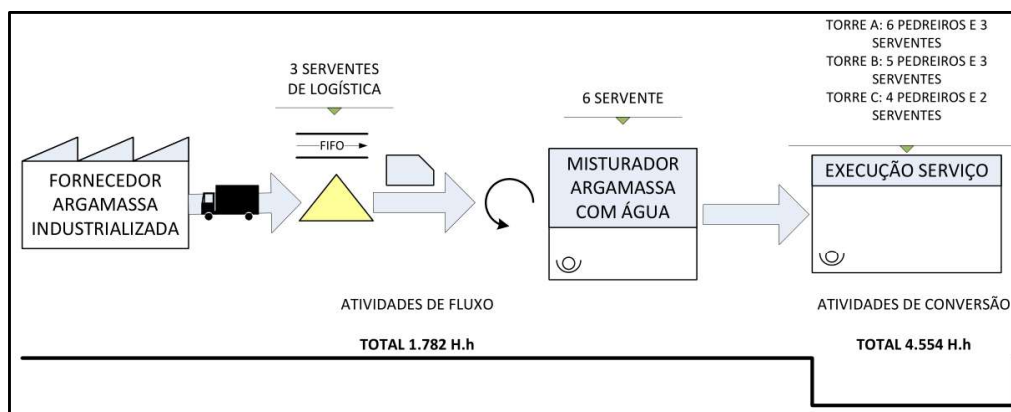 TORRE A: 6 PEDREIROS E 3
SERVENTES
TORRE B: 5 PEDREIROS E 3
SERVENTES
TORRE C: 4 PEDREIROS E 2
SERVENTES
3 SERVENTES
DE LOGÍSTICA
6 SERVENTE
FIFO
FORNECEDOR
ARGAMASSA
INDUSTRIALIZADA
MISTURADOR
ARGAMASSA
COM ÁGUA
EXECUÇÃO SERVIÇO
ATIVIDADES DE FLUXO
ATIVIDADES DE CONVERSÃO
TOTAL 1.782 H.h
TOTAL 4.554 H.h